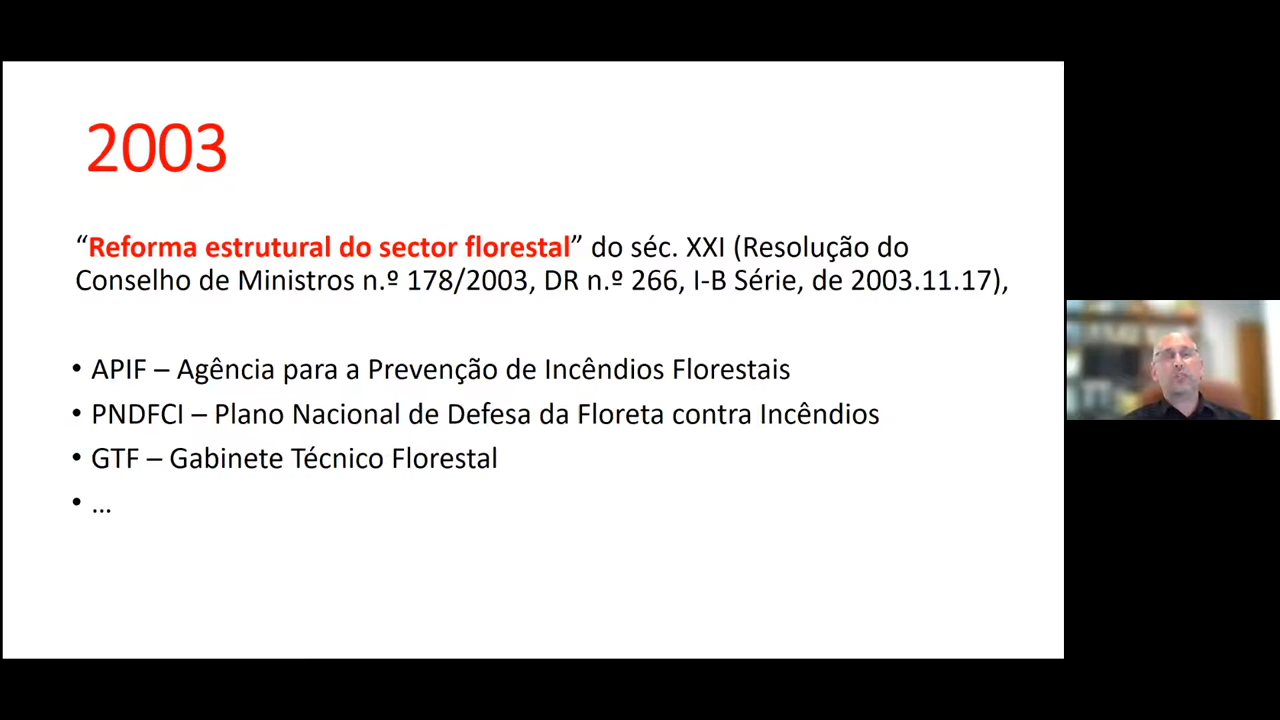 2003
“Reforma estrutural do sector florestal” do séc. XXI (Resolução do
Conselho de Ministros n.º 178/2003, DR n.º 266, I-B Série, de 2003.11.17),
• APIF – Agência para a Prevenção de Incêndios Florestais
• PNDFCI – Plano Nacional de Defesa da Floreta contra Incêndios
• GTF – Gabinete Técnico Florestal
• ...